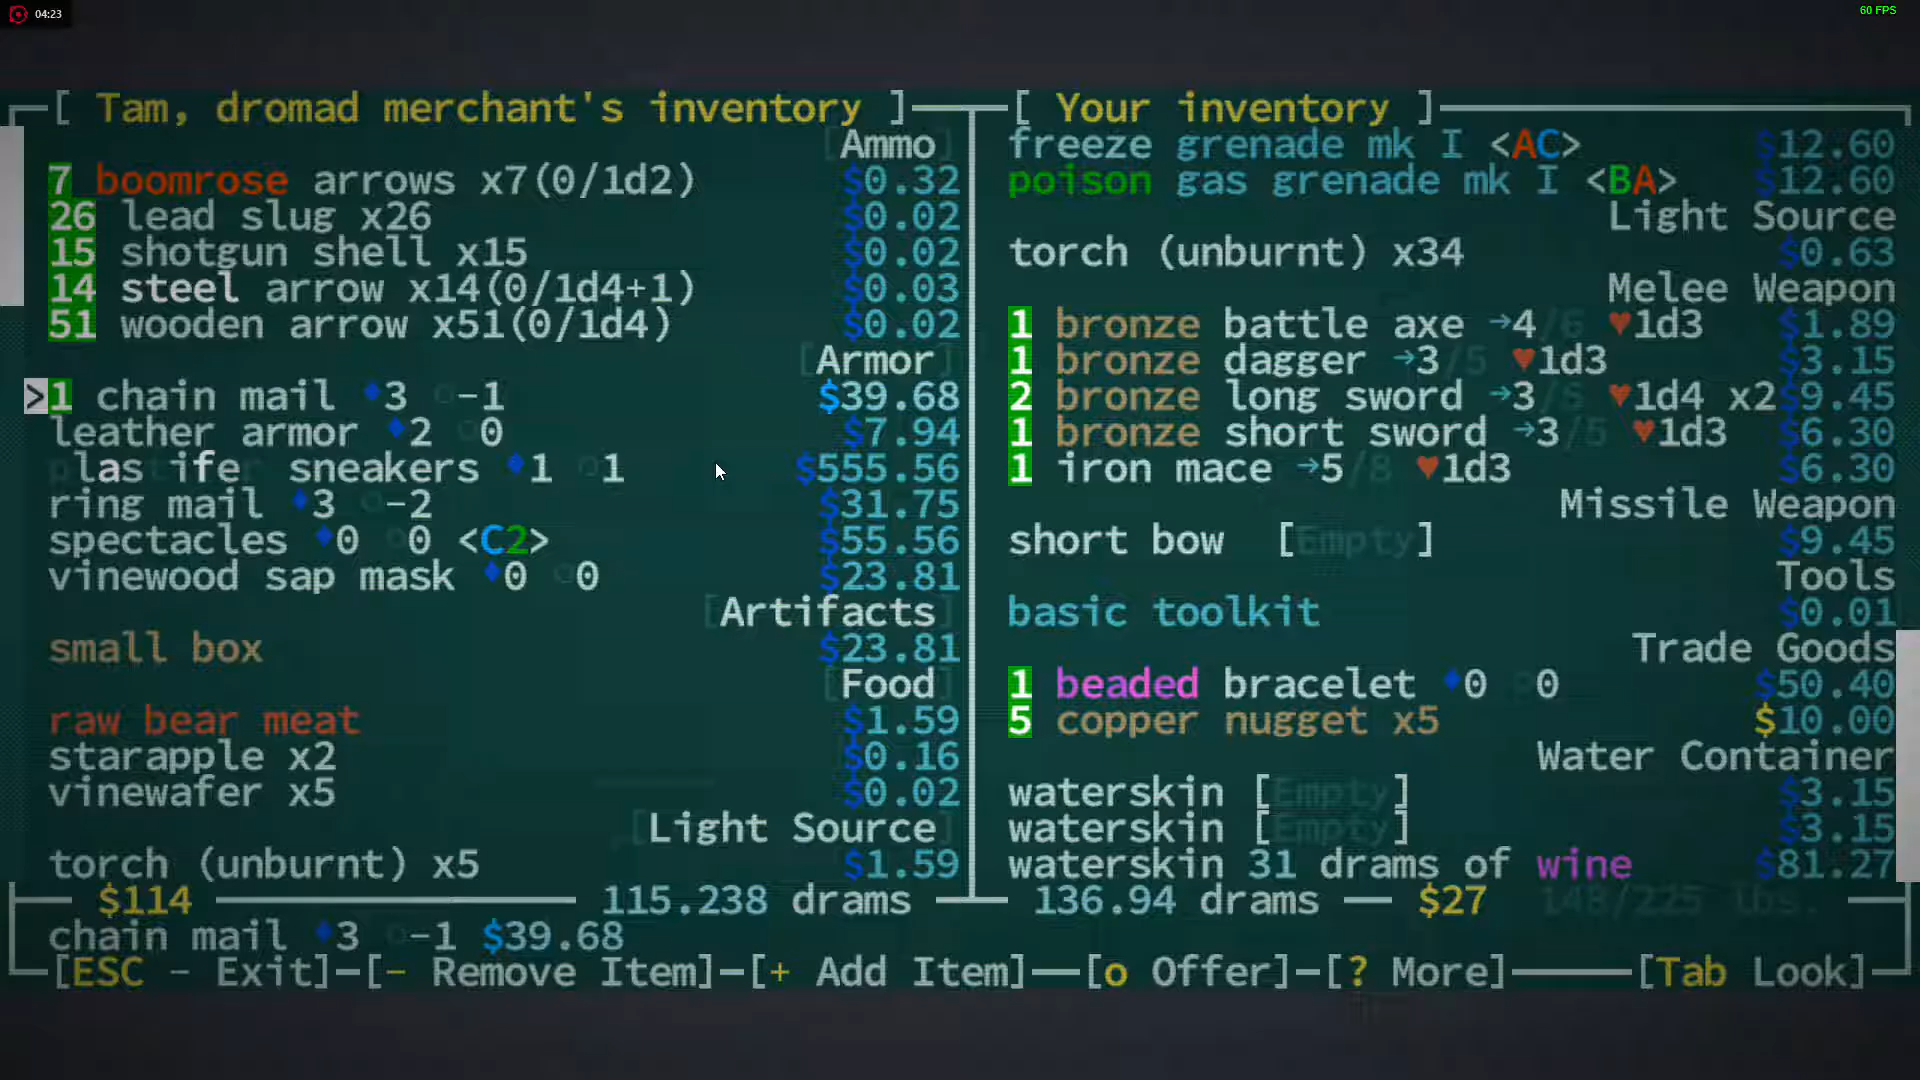 04:23
60 FPS
[ Tam, dromad merchant's inventory ]
[Ammo]
7 boomrose arrows x7(0/1d2) $0.32
26 lead slug x26 $0.02
15 shotgun shell x15 $0.02
14 steel arrow x14(0/1d4+1) $0.03
51 wooden arrow x51(0/1d4) $0.02
[Armor]
>1 chain mail ♦3 ○-1 $39.68
leather armor ♦2 ○0 $7.94
sneakers ♦1 ○1 $555.56
ring mail ♦3 ○-2 $31.75
spectacles ♦0 ○0 <C2> $55.56
vinewood sap mask ♦0 ○0 $23.81
[Artifacts]
small box $23.81
[Food]
raw bear meat $1.59
starapple x2 $0.16
vinewafer x5 $0.02
[Light Source]
torch (unburnt) x5 $1.59
$114 115.238 drams
[ Your inventory ]
freeze grenade mk I <AC> $12.60
poison gas grenade mk I <BA> $12.60
Light Source
torch (unburnt) x34 $0.63
Melee Weapon
1 bronze battle axe →4/6 ♥1d3 $1.89
1 bronze dagger →3/5 ♥1d3 $3.15
2 bronze long sword →3/5 ♥1d4 x2 $9.45
1 bronze short sword →3/5 ♥1d3 $6.30
1 iron mace →5/8 ♥1d3 $6.30
Missile Weapon
short bow [Empty] $9.45
Tools
basic toolkit $0.01
Trade Goods
1 beaded bracelet ♦0 ○0 $50.40
5 copper nugget x5 $10.00
Water Container
waterskin [Empty] $3.15
waterskin [Empty] $3.15
waterskin 31 drams of wine $81.27
136.94 drams — $27 148/225 lbs.
chain mail ♦3 ○-1 $39.68
[ESC - Exit]-[- Remove Item]-[+ Add Item]-[o Offer]-[? More] [Tab Look]